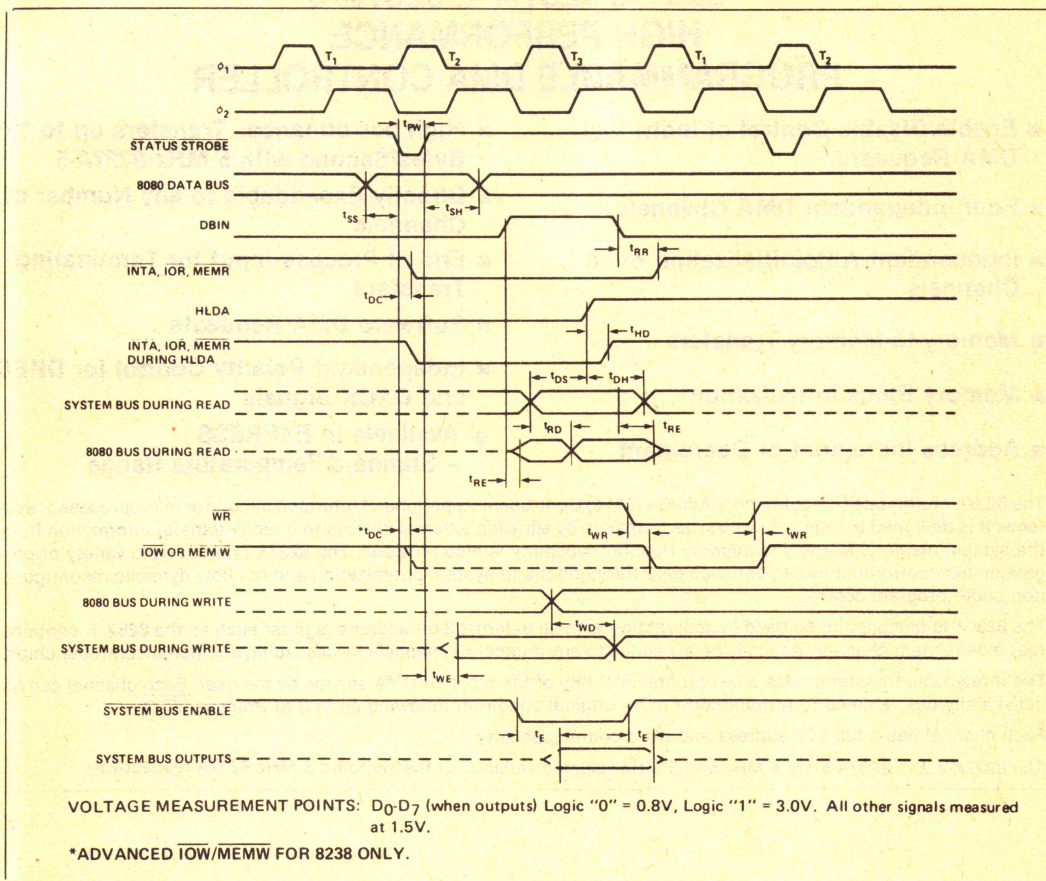 T1 T2 T3 T1 T2
ϕ1
ϕ2
tPW
STATUS STROBE
8080 DATA BUS
tSS tSH
DBIN
tRR
INTA, IOR, MEMR
tDC
HLDA
tHD
INTA, IOR, MEMR
DURING HLDA
tDS tDH
SYSTEM BUS DURING READ
tRD tRE
8080 BUS DURING READ
tRE
WR
tDC tWR tWR
IOW OR MEMW
8080 BUS DURING WRITE
tWD
SYSTEM BUS DURING WRITE
tWE
SYSTEM BUS ENABLE
tE tE
SYSTEM BUS OUTPUTS
VOLTAGE MEASUREMENT POINTS: D0-D7 (when outputs) Logic "0" = 0.8V, Logic "1" = 3.0V. All other signals measured
at 1.5V.
*ADVANCED IOW/MEMW FOR 8238 ONLY.